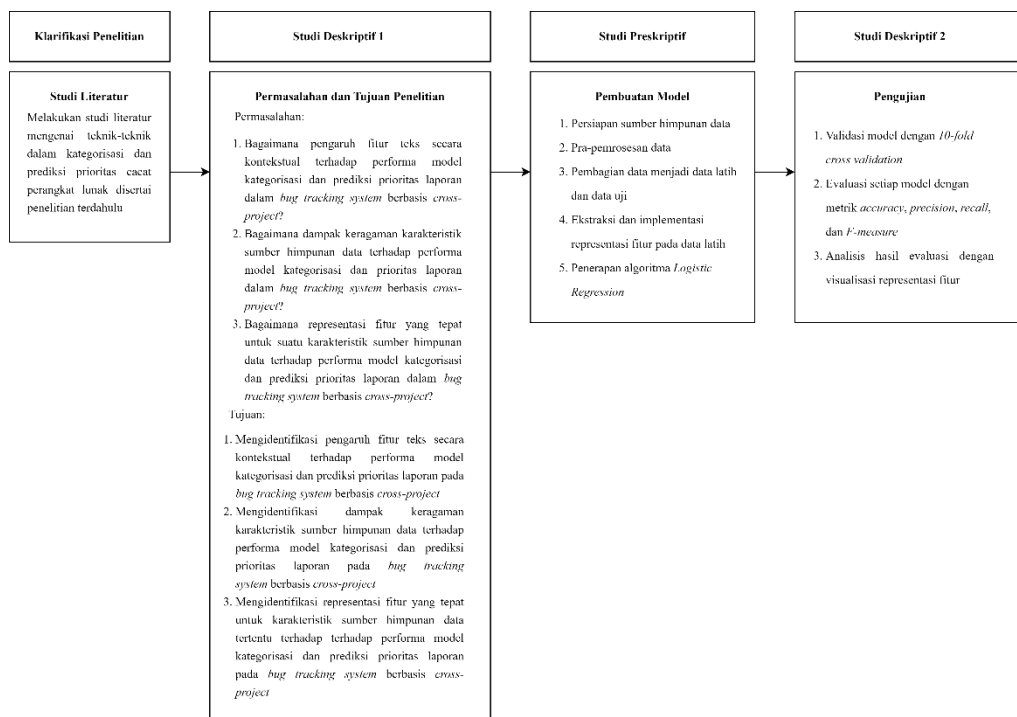 Klarifikasi Penelitian
Studi Literatur
Melakukan studi literatur
mengenai teknik-teknik
dalam kategorisasi dan
prediksi prioritas cacat
perangkat lunak disertai
penelitian terdahulu
Studi Deskriptif 1
Permasalahan dan Tujuan Penelitian
Permasalahan:
1. Bagaimana pengaruh fitur teks secara
kontekstual terhadap performa model
kategorisasi dan prediksi prioritas laporan
dalam bug tracking system berbasis cross-
project?
2. Bagaimana dampak keragaman karakteristik
sumber himpunan data terhadap performa
model kategorisasi dan prioritas laporan
dalam bug tracking system berbasis cross-
project?
3. Bagaimana representasi fitur yang tepat
untuk suatu karakteristik sumber himpunan
data terhadap performa model kategorisasi
dan prediksi prioritas laporan dalam bug
tracking system berbasis cross-project?
Tujuan:
1. Mengidentifikasi pengaruh fitur teks secara
kontekstual terhadap performa model
kategorisasi dan prediksi prioritas laporan pada
bug tracking system berbasis cross-project
2. Mengidentifikasi dampak keragaman
karakteristik sumber himpunan data terhadap
performa model kategorisasi dan prediksi
prioritas laporan pada bug tracking
system berbasis cross-project
3. Mengidentifikasi representasi fitur yang tepat
untuk karakteristik sumber himpunan data
tertentu terhadap terhadap performa model
kategorisasi dan prediksi prioritas laporan
pada bug tracking system berbasis cross-
project
Studi Preskriptif
Pembuatan Model
1. Persiapan sumber himpunan data
2. Pra-pemrosesan data
3. Pembagian data menjadi data latih
dan data uji
4. Ekstraksi dan implementasi
representasi fitur pada data latih
5. Penerapan algoritma Logistic
Regression
Studi Deskriptif 2
Pengujian
1. Validasi model dengan 10-fold
cross validation
2. Evaluasi setiap model dengan
metrik accuracy, precision, recall,
dan F-measure
3. Analisis hasil evaluasi dengan
visualisasi representasi fitur